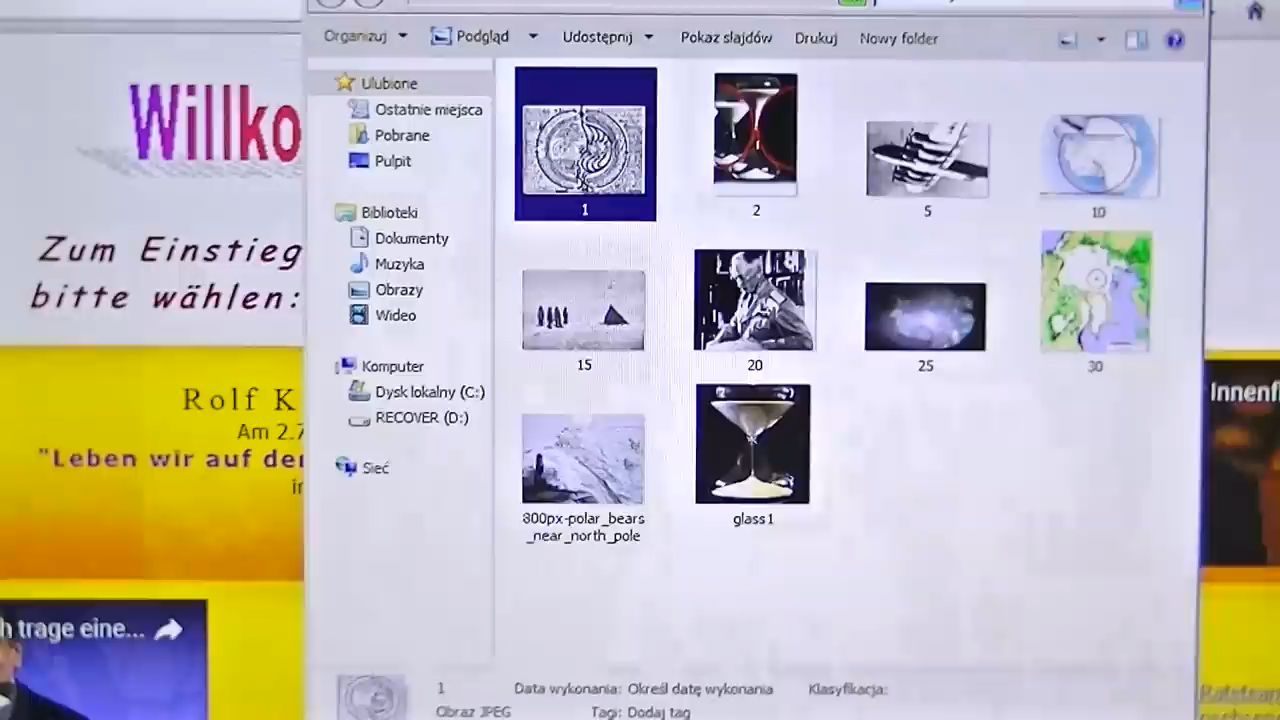 Organizuj
Podgląd
Udostępnij
Pokaz slajdów
Drukuj
Nowy folder
Willko
Zum Einstieg
bitte wählen:
Rolf K
Am 2.7
"Leben wir auf der
in
h trage eine...
Ulubione
Ostatnie miejsca
Pobrane
Pulpit
Biblioteki
Dokumenty
Muzyka
Obrazy
Wideo
Komputer
Dysk lokalny (C:)
RECOVER (D:)
Sieć
1
2
5
10
15
20
25
30
800px-polar_bears
_near_north_pole
glass1
Innenf
1
Data wykonania: Określ datę wykonania
Klasyfikacja:
Obraz JPEG
Tagi: Dodaj tag